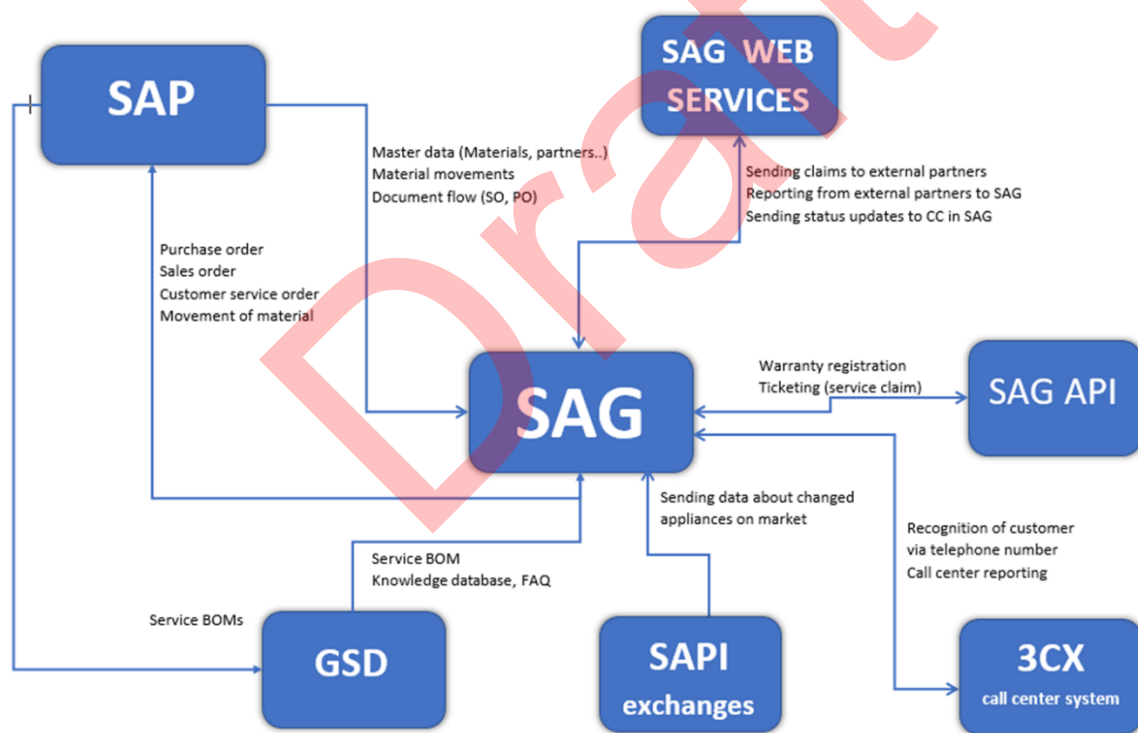 SAP
SAG WEB
SERVICES
Master data (Materials, partners..)
Material movements
Document flow (SO, PO)
Sending claims to external partners
Reporting from external partners to SAG
Sending status updates to CC in SAG
Purchase order
Sales order
Customer service order
Movement of material
SAG
Warranty registration
Ticketing (service claim)
SAG API
Sending data about changed
appliances on market
Recognition of customer
via telephone number
Call center reporting
Service BOM
Knowledge database, FAQ
Service BOMs
GSD
SAPI
exchanges
3CX
call center system
Draft